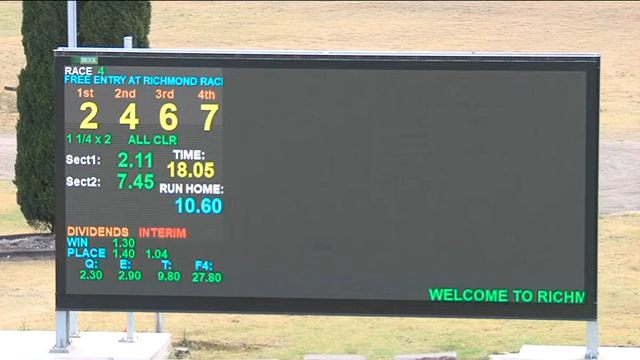 RACE 4
FREE ENTRY AT RICHMOND RACI
1st 2nd 3rd 4th
2 4 6 7
1 1/4 x 2 ALL CLR
Sect1: 2.11 TIME:
18.05
Sect2: 7.45 RUN HOME:
10.60
DIVIDENDS INTERIM
WIN 1.30
PLACE 1.40 1.04
Q: E: T: F4:
2.30 2.90 9.80 27.80
WELCOME TO RICHM